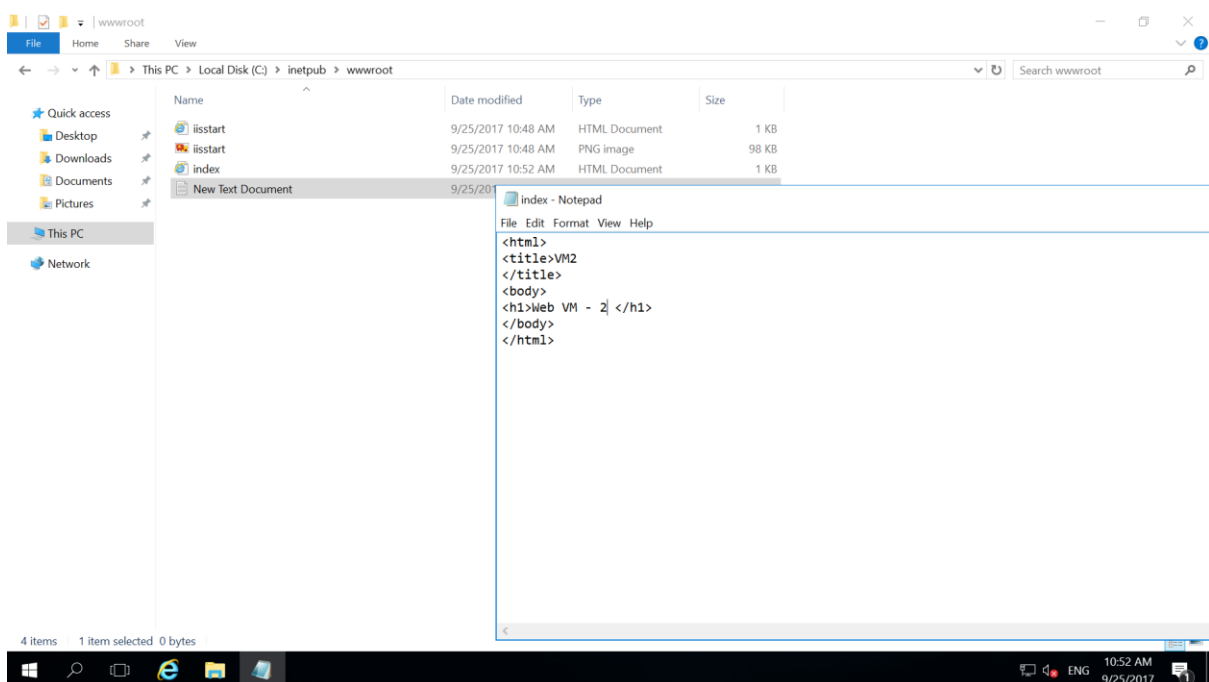 wwwroot
File Home Share View
This PC > Local Disk (C:) > inetpub > wwwroot
Search wwwroot
Name Date modified Type Size
Quick access
Desktop
Downloads
Documents
Pictures
This PC
Network
iisstart 9/25/2017 10:48 AM HTML Document 1 KB
iisstart 9/25/2017 10:48 AM PNG image 98 KB
index 9/25/2017 10:52 AM HTML Document 1 KB
New Text Document 9/25/201
index - Notepad
File Edit Format View Help
<html>
<title>VM2
</title>
<body>
<h1>Web VM - 2 </h1>
</body>
</html>
4 items 1 item selected 0 bytes
ENG 10:52 AM
9/25/2017
1